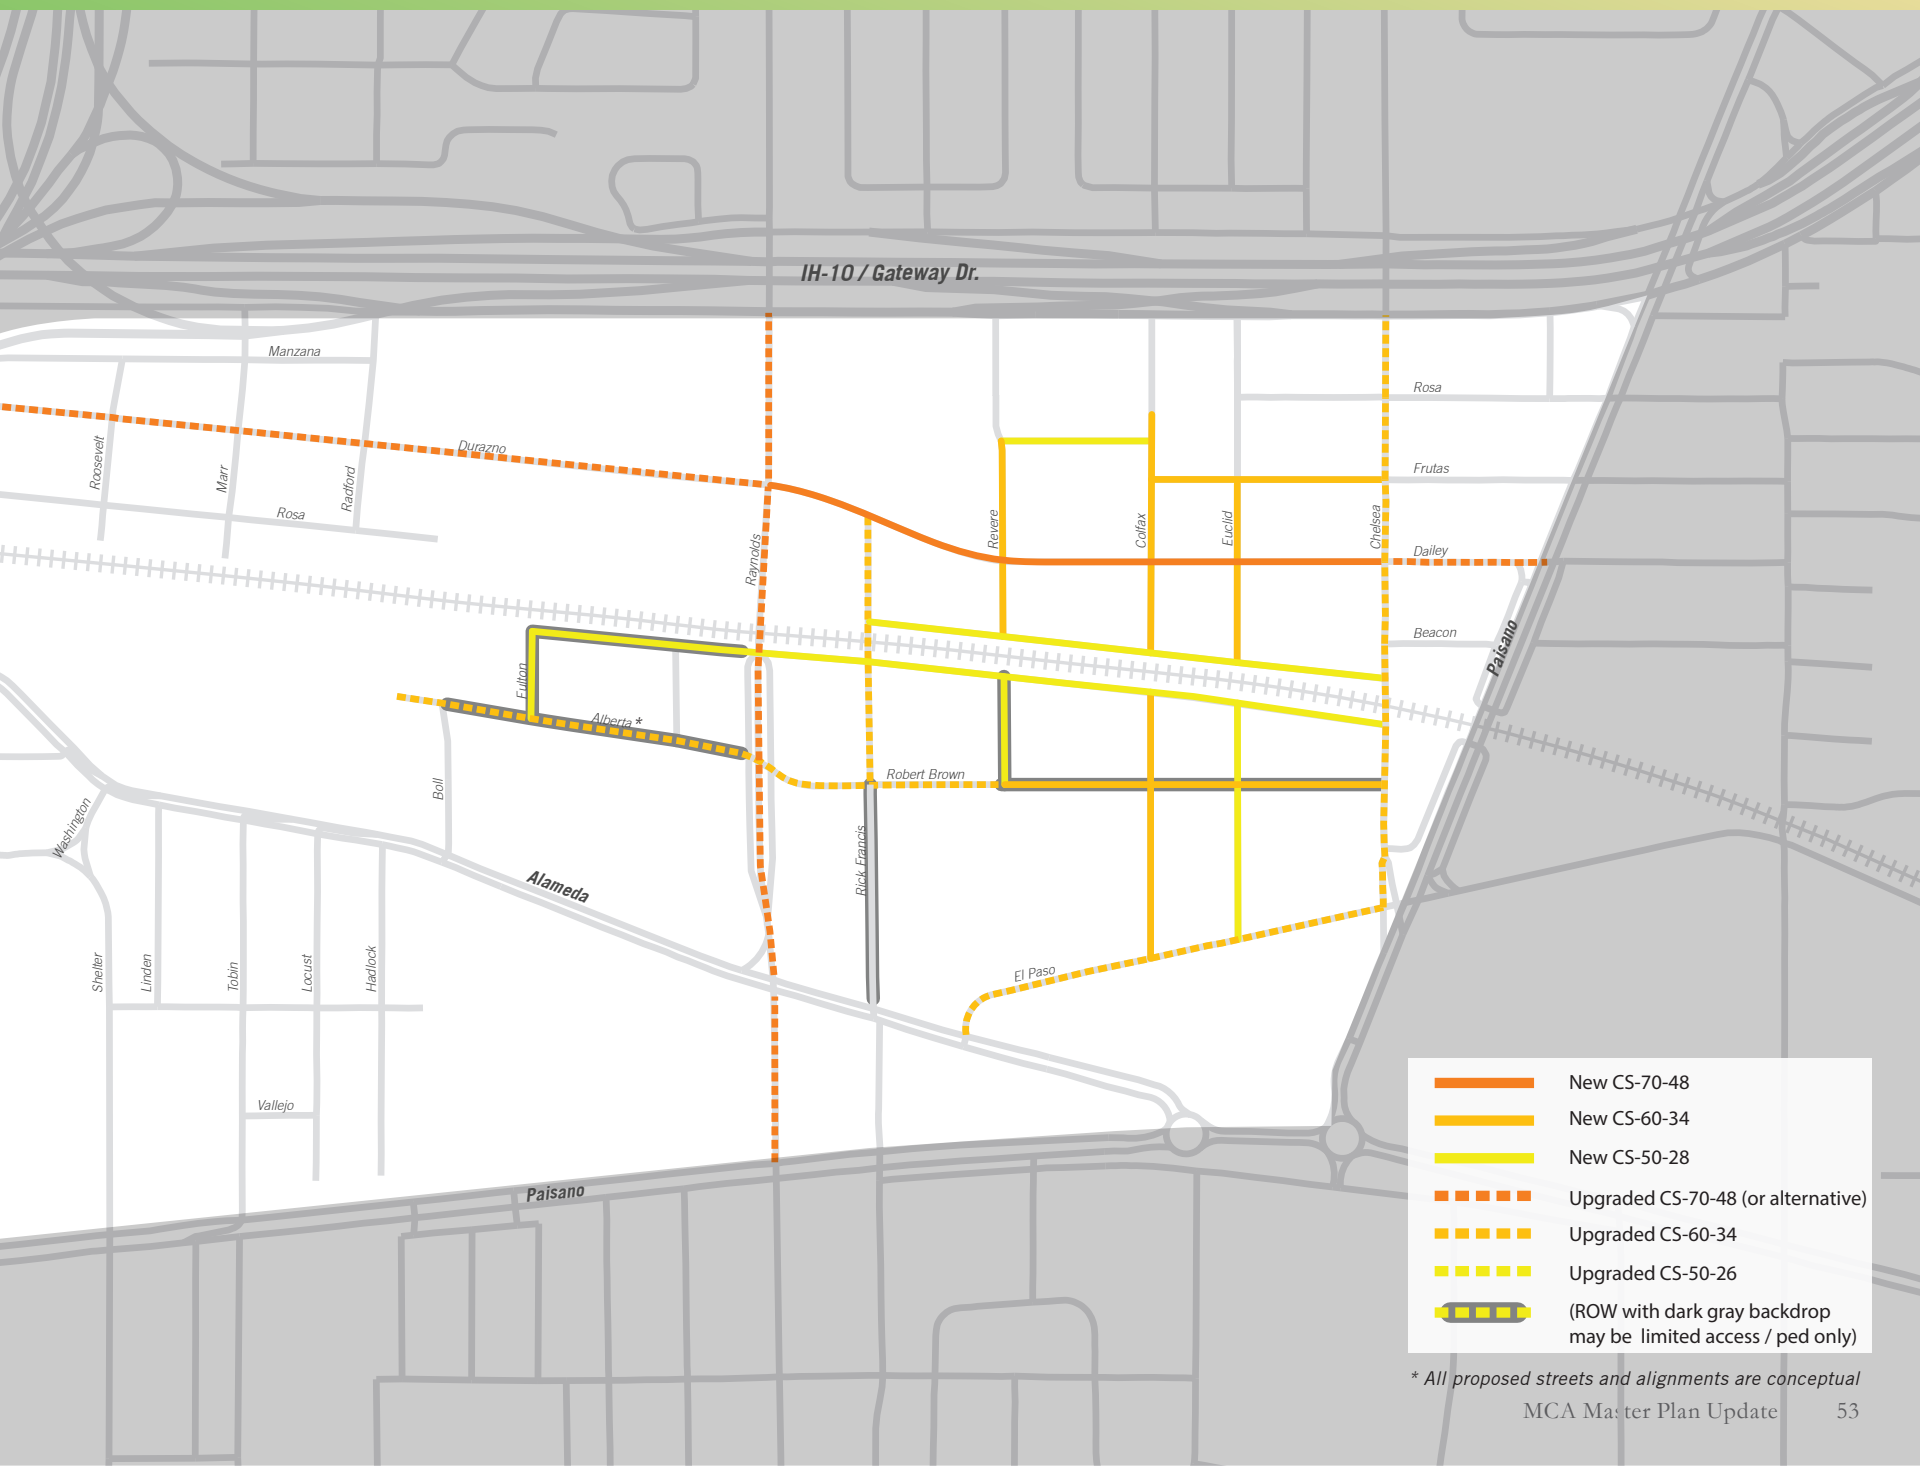 IH-10 / Gateway Dr.
Manzana
Rosa
Durazno
Frutas
Roosevelt
Marr
Radford
Rosa
Raynolds
Revere
Colfax
Euclid
Chelsea
Dailey
Beacon
Paisano
Fulton
Alberta *
Boll
Robert Brown
Washington
Rick Francis
Alameda
Shelter
Linden
Tobin
Locust
Hadlock
El Paso
Vallejo
Paisano
New CS-70-48
New CS-60-34
New CS-50-28
Upgraded CS-70-48 (or alternative)
Upgraded CS-60-34
Upgraded CS-50-26
(ROW with dark gray backdrop
may be limited access / ped only)
* All proposed streets and alignments are conceptual
MCA Master Plan Update 53